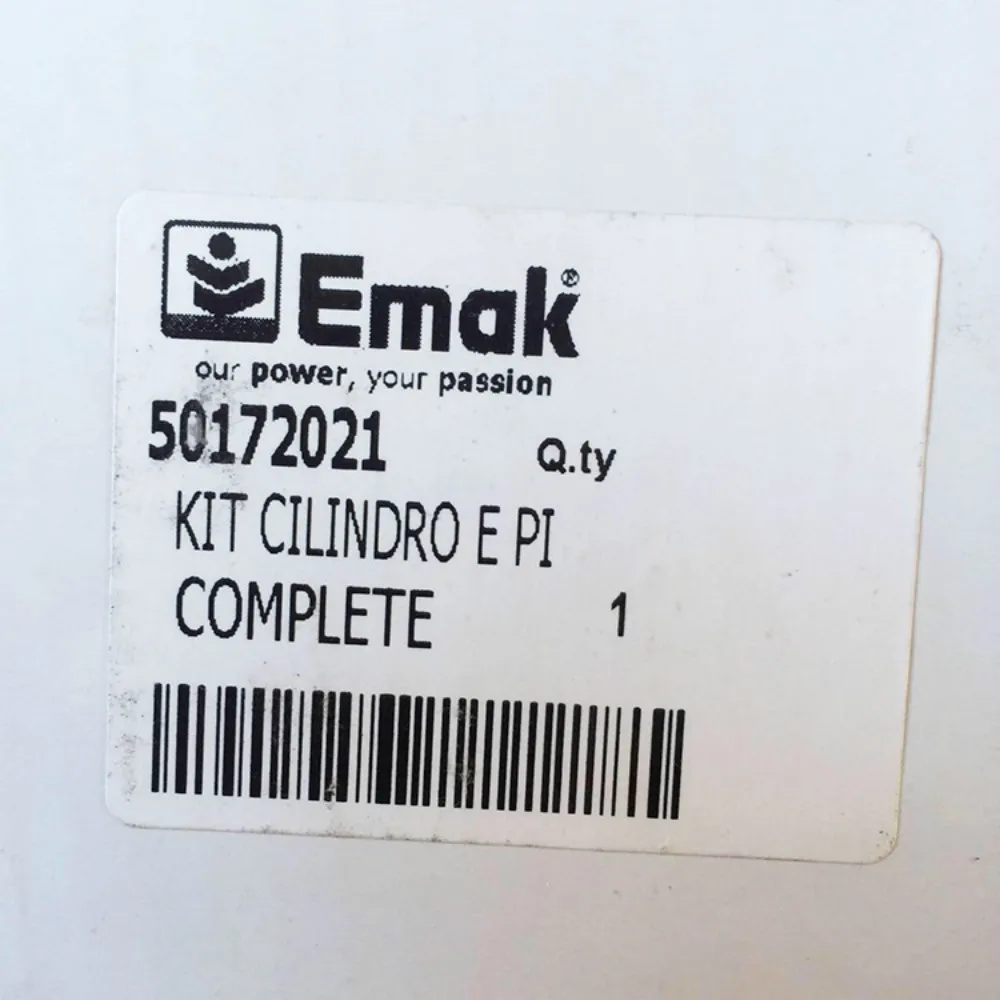 Emak®
our power, your passion
50172021 Q.ty
KIT CILINDRO E PI
COMPLETE 1